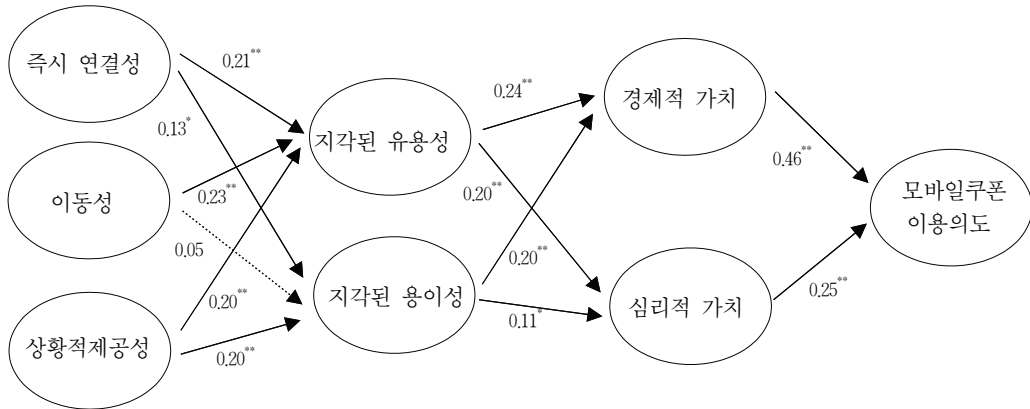 즉시 연결성
0.21**
0.13*
이동성
0.23**
0.05
상황적제공성
0.20**
0.20**
지각된 유용성
지각된 용이성
0.24**
0.20**
0.20**
0.11*
경제적 가치
심리적 가치
0.46**
0.25**
모바일쿠폰
이용의도